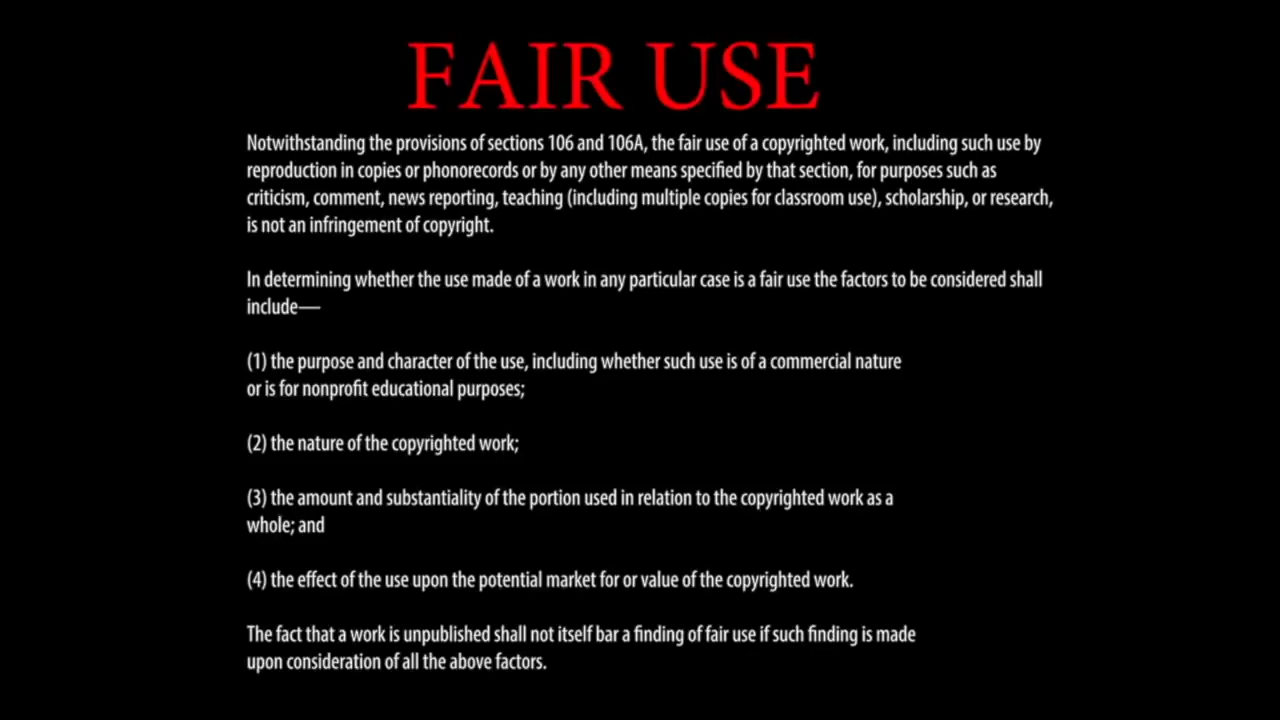 FAIR USE
Notwithstanding the provisions of sections 106 and 106A, the fair use of a copyrighted work, including such use by
reproduction in copies or phonorecords or by any other means specified by that section, for purposes such as
criticism, comment, news reporting, teaching (including multiple copies for classroom use), scholarship, or research,
is not an infringement of copyright.
In determining whether the use made of a work in any particular case is a fair use the factors to be considered shall
include—
(1) the purpose and character of the use, including whether such use is of a commercial nature
or is for nonprofit educational purposes;
(2) the nature of the copyrighted work;
(3) the amount and substantiality of the portion used in relation to the copyrighted work as a
whole; and
(4) the effect of the use upon the potential market for or value of the copyrighted work.
The fact that a work is unpublished shall not itself bar a finding of fair use if such finding is made
upon consideration of all the above factors.